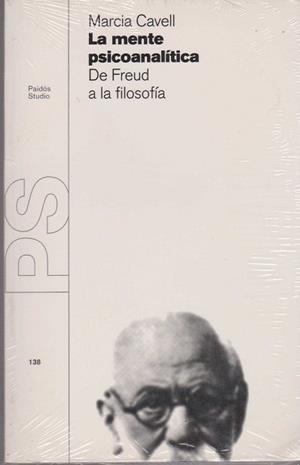 Marcia Cavell
La mente
psicoanalítica
De Freud
a la filosofía
Paidós
Studio
PS
138